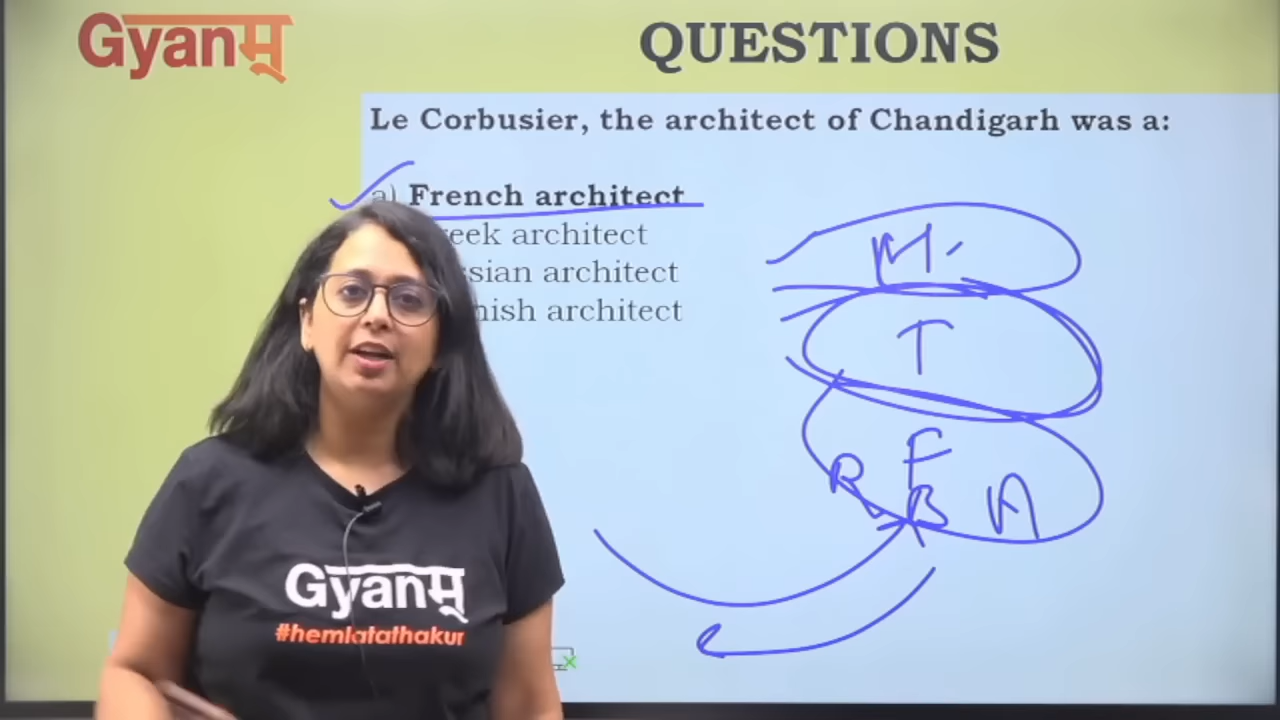 Gyanम्
QUESTIONS
Le Corbusier, the architect of Chandigarh was a:
a) French architect
eek architect
ssian architect
nish architect
M.
T
F
R B A
Gyanम्
#hemlatathakur